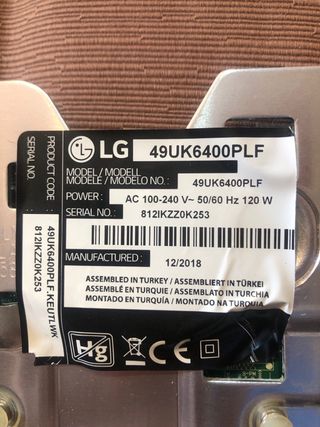 LG 49UK6400PLF
MODEL / MODELL
MODÈLE / MODELO NO. : 49UK6400PLF
POWER : AC 100-240 V~ 50/60 Hz 120 W
SERIAL NO. : 812IKZZ0K253
MANUFACTURED : 12/2018
ASSEMBLED IN TURKEY / ASSEMBLIERT IN TÜRKEI
ASSEMBLÉ EN TURQUIE / ASSEMBLATO IN TURCHIA
MONTADO EN TURQUÍA / MONTADO NA TURQUIA
Hg
CE
PRODUCT CODE:
SERIAL NO.:
49UK6400PLF.KEUTLWK
812IKZZ0K253